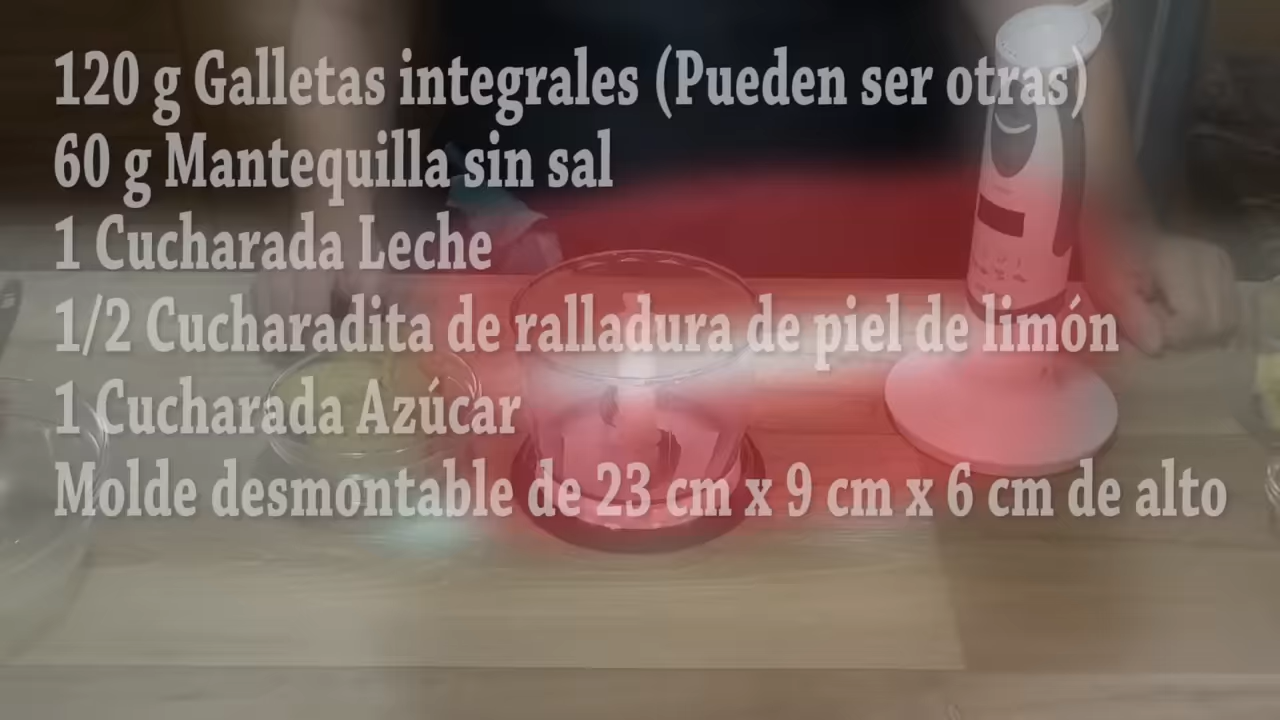 120 g Galletas integrales (Pueden ser otras)
60 g Mantequilla sin sal
1 Cucharada Leche
1/2 Cucharadita de ralladura de piel de limón
1 Cucharada Azúcar
Molde desmontable de 23 cm x 9 cm x 6 cm de alto